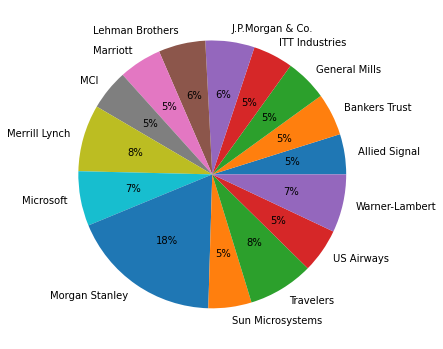 Lehman Brothers
J.P.Morgan & Co.
Marriott
ITT Industries
MCI
General Mills
Merrill Lynch
Bankers Trust
Microsoft
Allied Signal
Morgan Stanley
Warner-Lambert
US Airways
Travelers
Sun Microsystems
6%
6%
5%
5%
5%
5%
5%
8%
5%
7%
7%
18%
5%
8%
5%